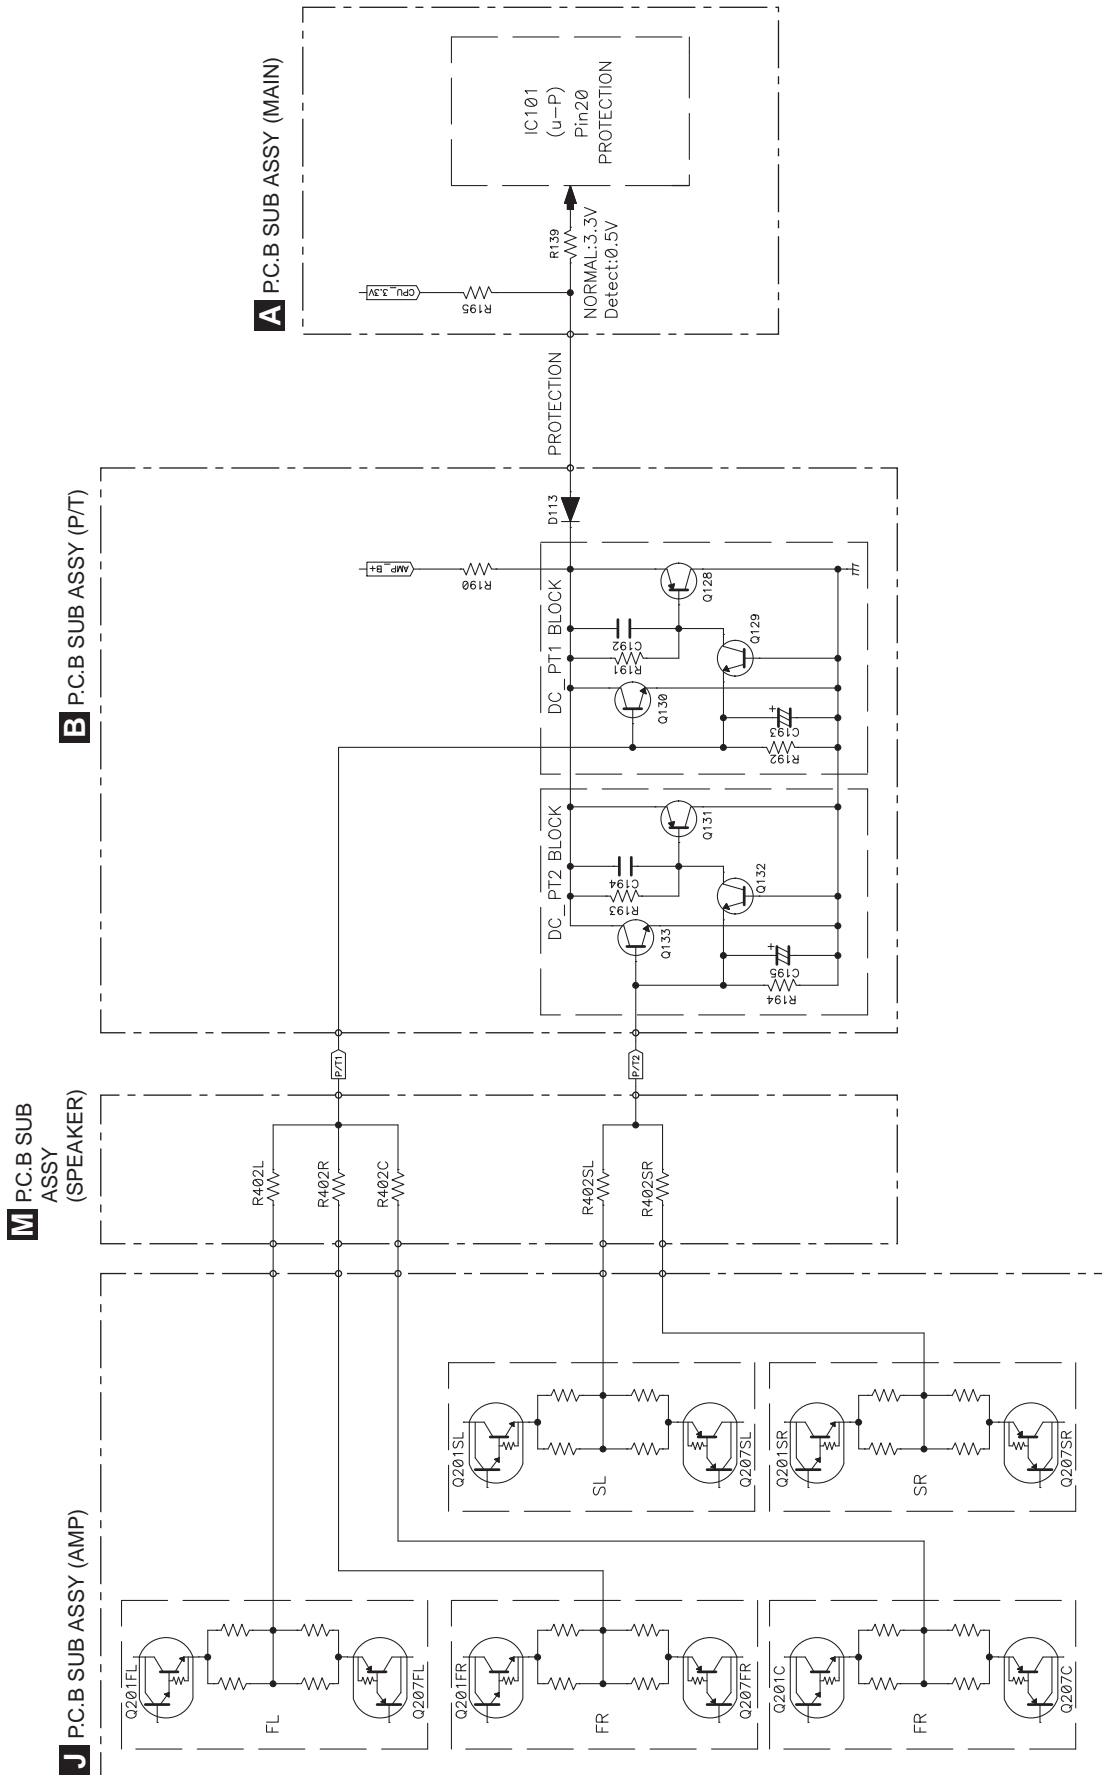 A P.C.B SUB ASSY (MAIN)
IC101
(u-P)
Pin20
PROTECTION
R139
NORMAL:3.3V
Detect:0.5V
CPU_3.3V
R195
PROTECTION
B P.C.B SUB ASSY (P/T)
D113
AMP_B+
R190
DC_PT1 BLOCK
Q128
C192
R191
Q129
Q130
C193
+
R192
DC_PT2 BLOCK
Q131
C194
R193
Q132
Q133
C195
+
R194
M P.C.B SUB
ASSY
(SPEAKER)
P/T1
P/T2
R402L
R402R
R402C
R402SL
R402SR
J P.C.B SUB ASSY (AMP)
Q201SL
SL
Q207SL
Q201SR
SR
Q207SR
Q201FL
FL
Q207FL
Q201FR
FR
Q207FR
Q201C
FR
Q207C